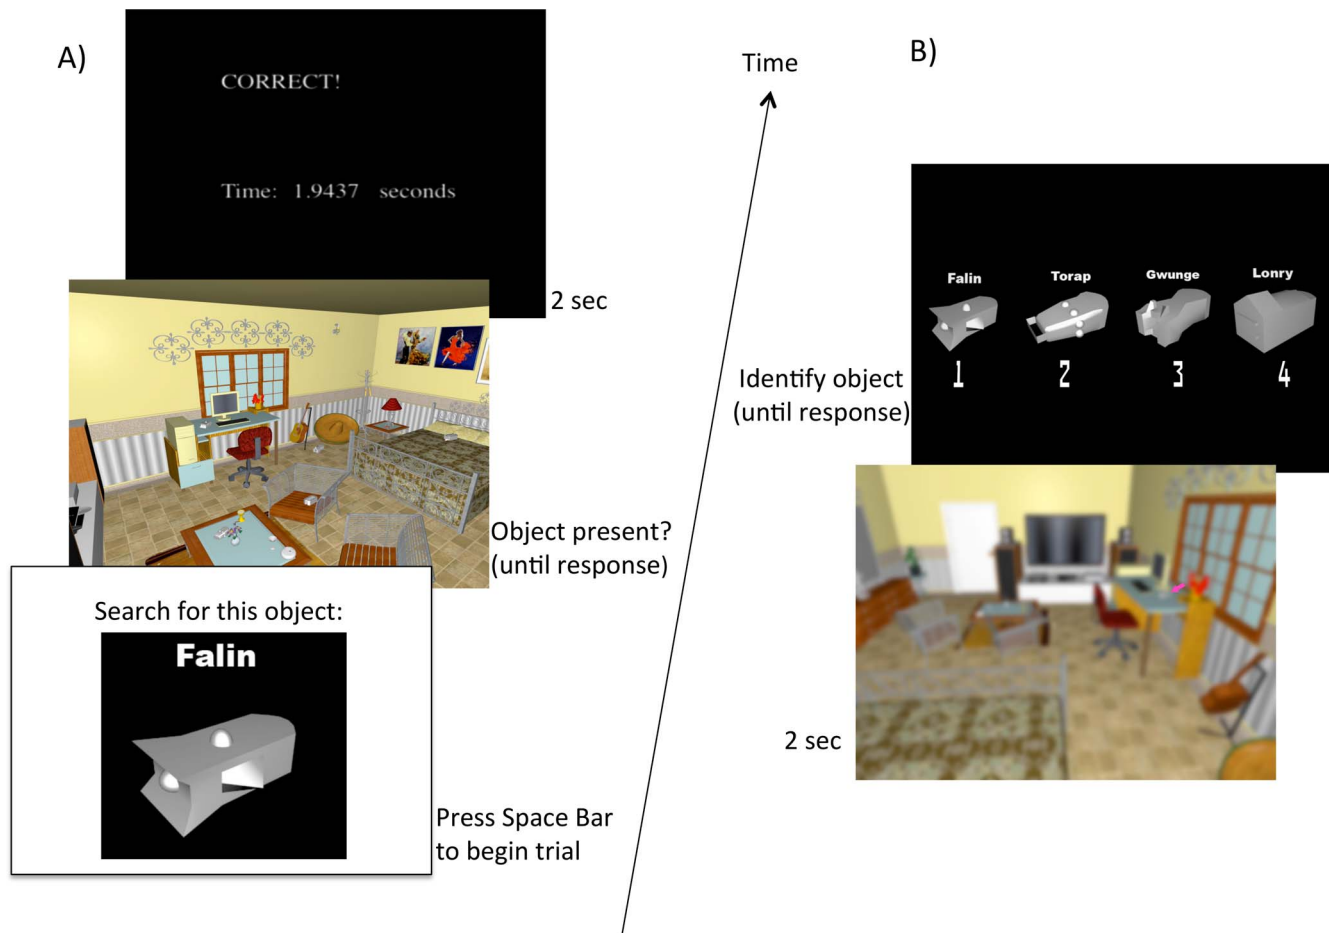 A)
CORRECT!
Time: 1.9437 seconds
2 sec
Object present?
(until response)
Search for this object:
Falin
Press Space Bar
to begin trial
Time
B)
Falin Torap Gwunge Lonry
1 2 3 4
Identify object
(until response)
2 sec